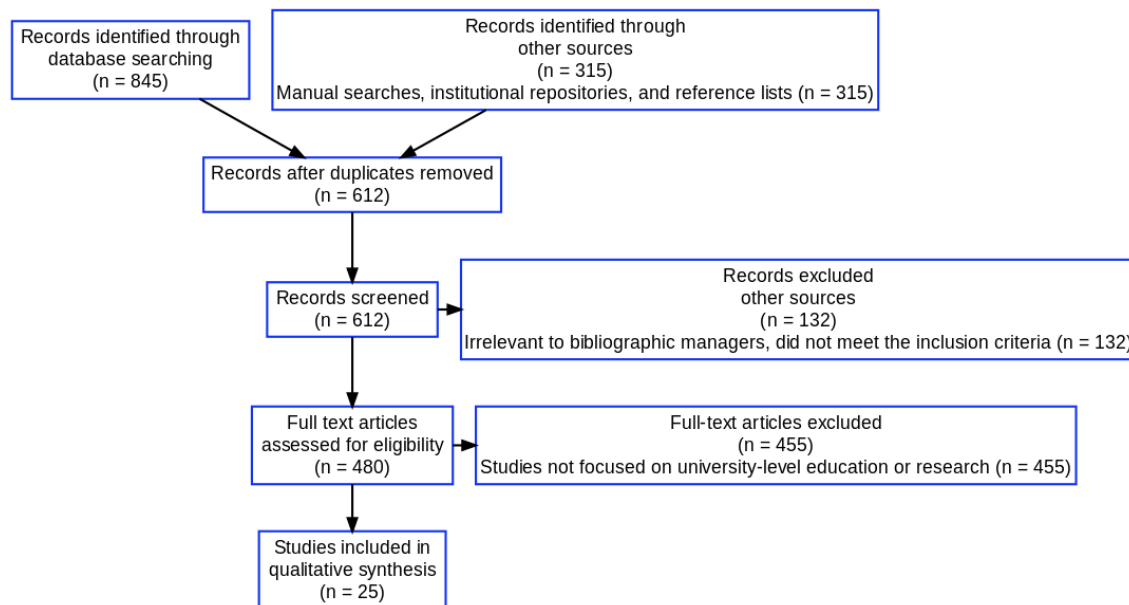 Records identified through
database searching
(n = 845)
Records identified through
other sources
(n = 315)
Manual searches, institutional repositories, and reference lists (n = 315)
Records after duplicates removed
(n = 612)
Records screened
(n = 612)
Records excluded
other sources
(n = 132)
Irrelevant to bibliographic managers, did not meet the inclusion criteria (n = 132)
Full text articles
assessed for eligibility
(n = 480)
Full-text articles excluded
(n = 455)
Studies not focused on university-level education or research (n = 455)
Studies included in
qualitative synthesis
(n = 25)